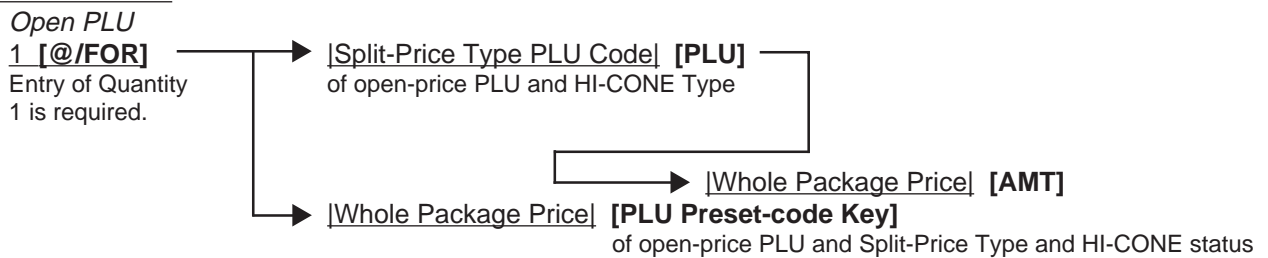 Open PLU
1 [@/FOR]
Entry of Quantity
1 is required.
|Split-Price Type PLU Code| [PLU]
of open-price PLU and HI-CONE Type
|Whole Package Price| [AMT]
|Whole Package Price| [PLU Preset-code Key]
of open-price PLU and Split-Price Type and HI-CONE status